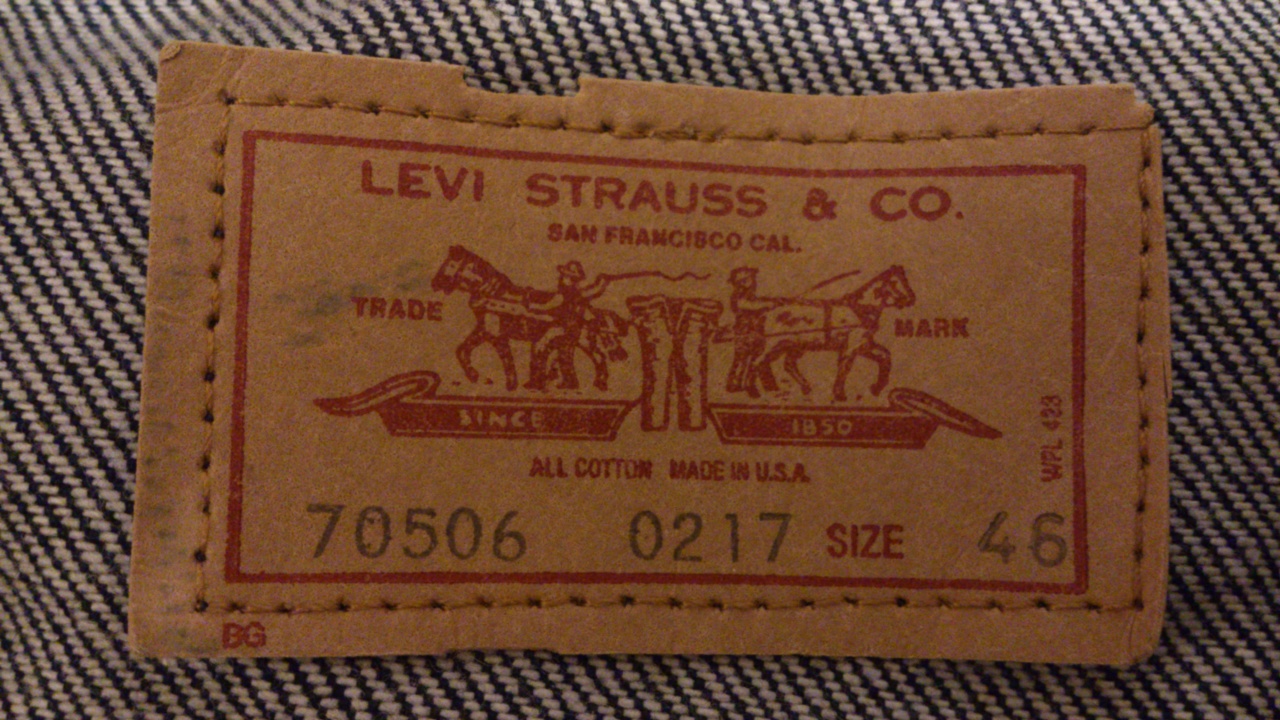 LEVI STRAUSS & CO.
SAN FRANCISCO CAL.
TRADE MARK
SINCE 1850
WPL 423
ALL COTTON MADE IN U.S.A.
70506 0217 SIZE 46
BG